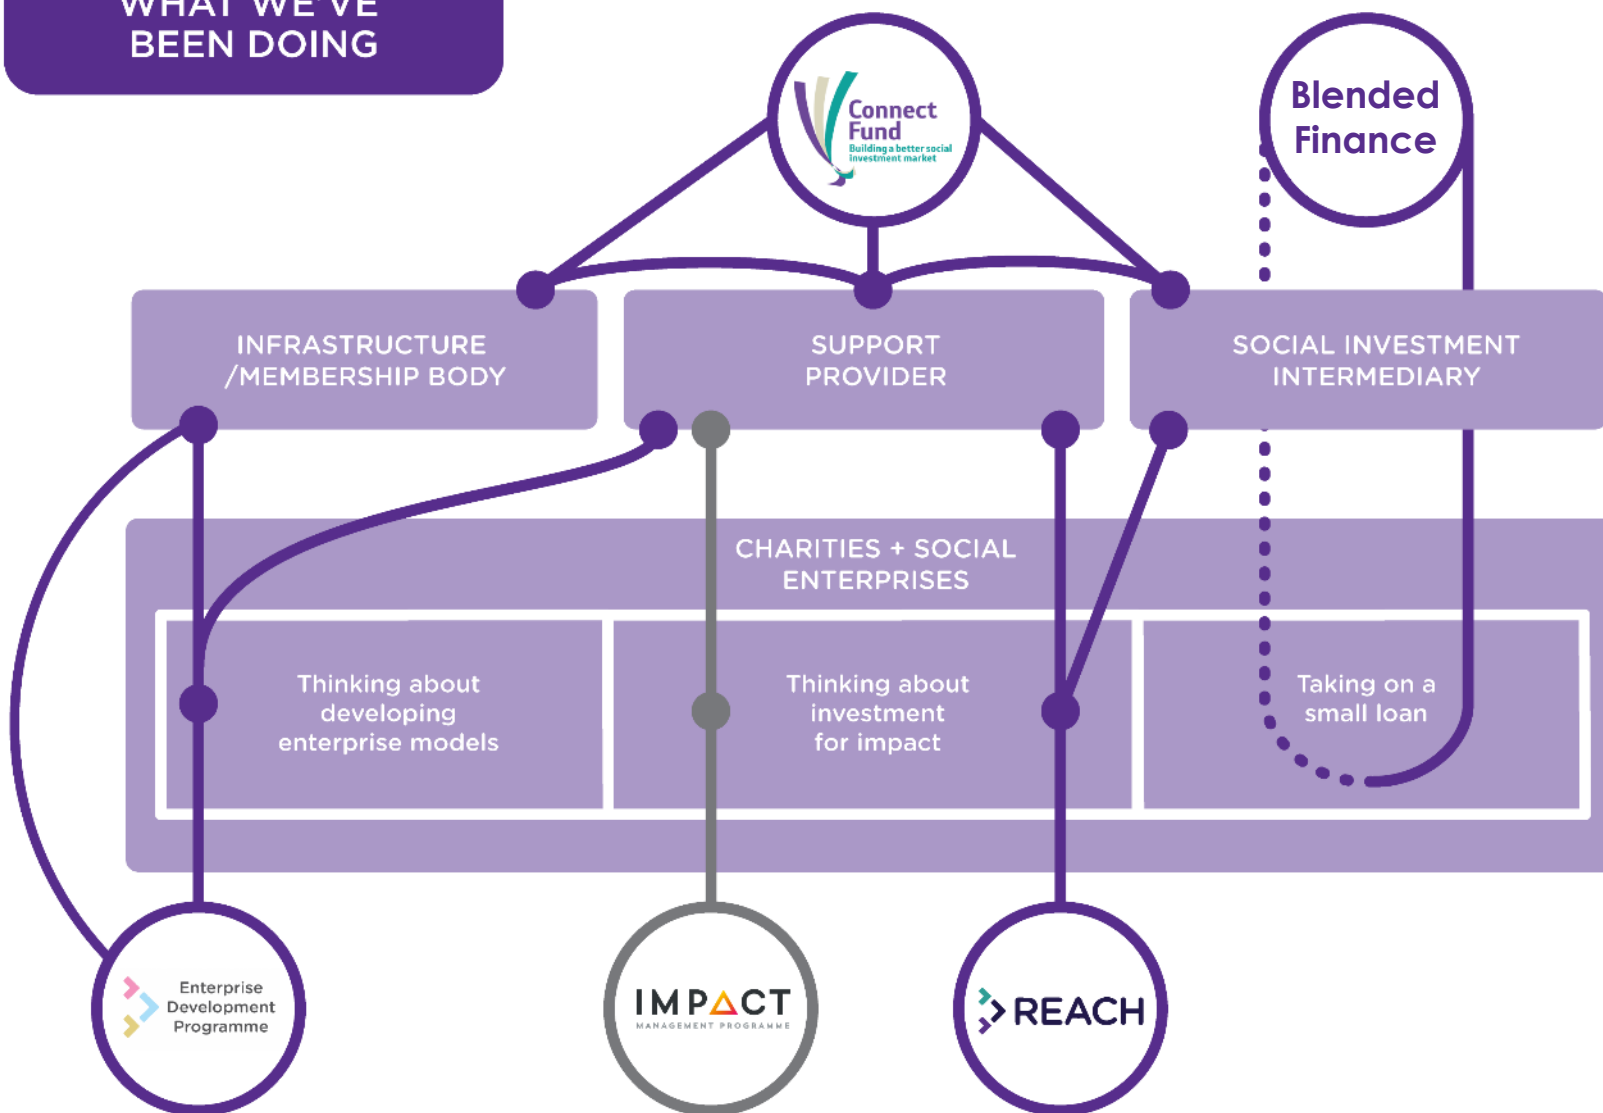 WHAT WE'VE
BEEN DOING
Connect
Fund
Building a better social
investment market
Blended
Finance
INFRASTRUCTURE
/MEMBERSHIP BODY
SUPPORT
PROVIDER
SOCIAL INVESTMENT
INTERMEDIARY
CHARITIES + SOCIAL
ENTERPRISES
Thinking about
developing
enterprise models
Thinking about
investment
for impact
Taking on a
small loan
Enterprise
Development
Programme
IMPACT
MANAGEMENT PROGRAMME
REACH